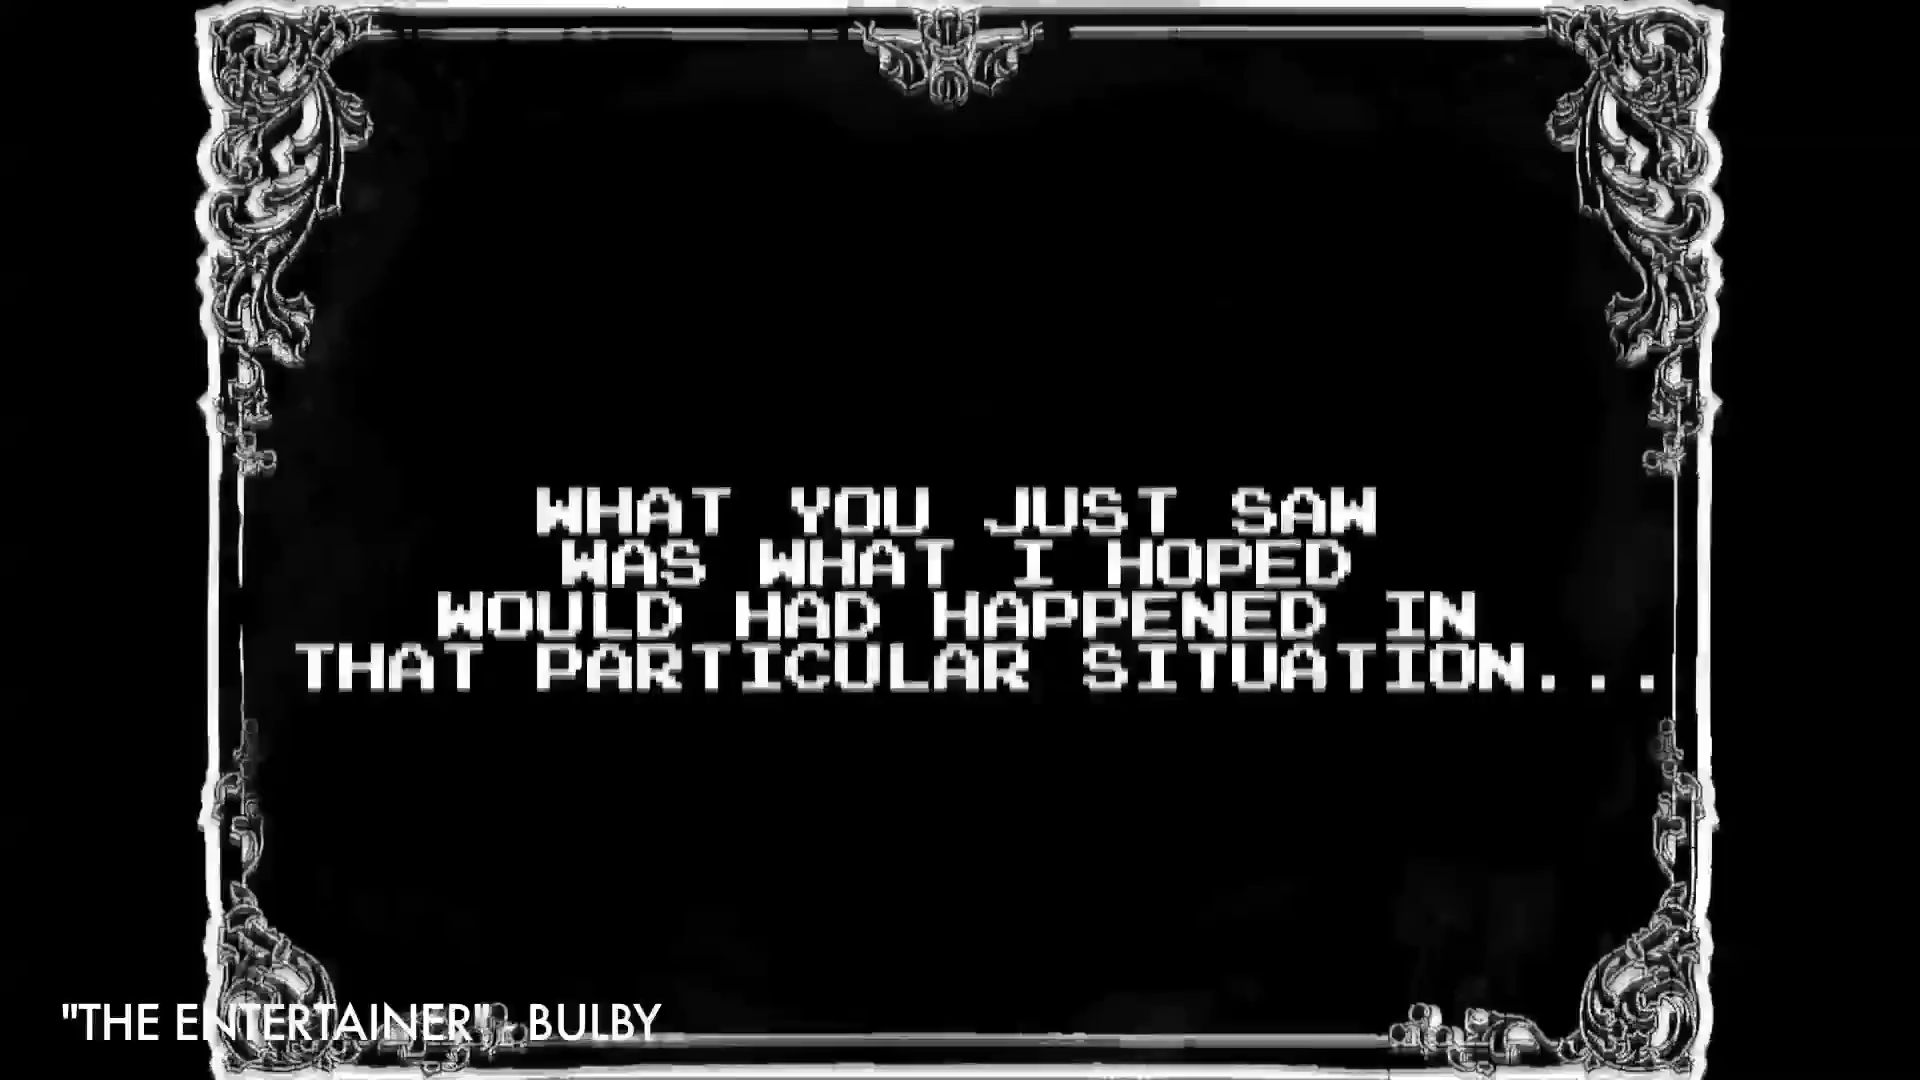 WHAT YOU JUST SAW
WAS WHAT I HOPED
WOULD HAD HAPPENED IN
THAT PARTICULAR SITUATION...
"THE ENTERTAINER" - BULBY